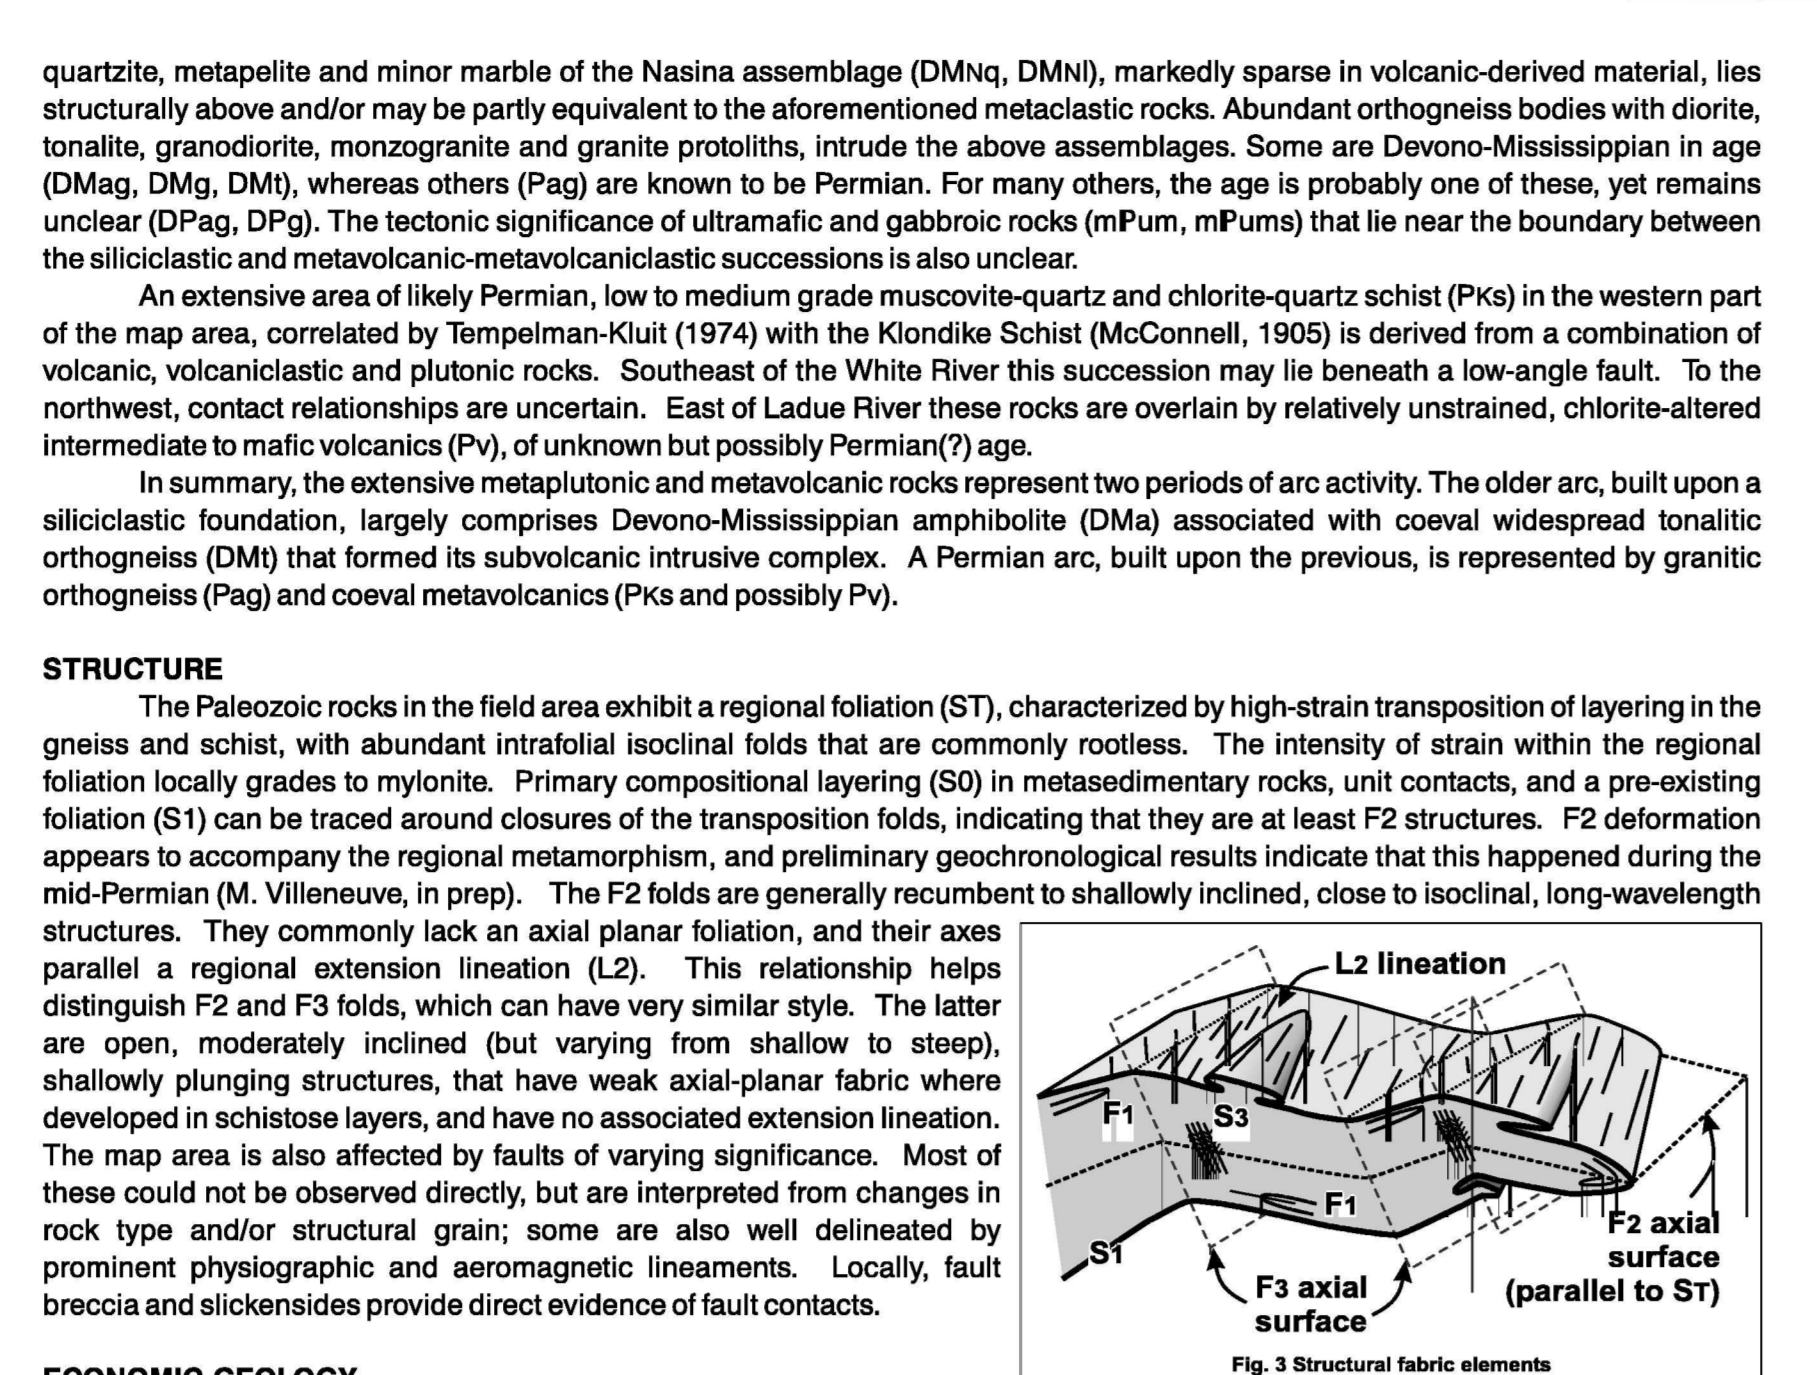 quartzite, metapelite and minor marble of the Nasina assemblage (DMNq, DMNl), markedly sparse in volcanic-derived material, lies
structurally above and/or may be partly equivalent to the aforementioned metaclastic rocks. Abundant orthogneiss bodies with diorite,
tonalite, granodiorite, monzogranite and granite protoliths, intrude the above assemblages. Some are Devono-Mississippian in age
(DMag, DMg, DMt), whereas others (Pag) are known to be Permian. For many others, the age is probably one of these, yet remains
unclear (DPag, DPg). The tectonic significance of ultramafic and gabbroic rocks (mPum, mPums) that lie near the boundary between
the siliciclastic and metavolcanic-metavolcaniclastic successions is also unclear.
An extensive area of likely Permian, low to medium grade muscovite-quartz and chlorite-quartz schist (PKs) in the western part
of the map area, correlated by Tempelman-Kluit (1974) with the Klondike Schist (McConnell, 1905) is derived from a combination of
volcanic, volcaniclastic and plutonic rocks. Southeast of the White River this succession may lie beneath a low-angle fault. To the
northwest, contact relationships are uncertain. East of Ladue River these rocks are overlain by relatively unstrained, chlorite-altered
intermediate to mafic volcanics (Pv), of unknown but possibly Permian(?) age.
In summary, the extensive metaplutonic and metavolcanic rocks represent two periods of arc activity. The older arc, built upon a
siliciclastic foundation, largely comprises Devono-Mississippian amphibolite (DMa) associated with coeval widespread tonalitic
orthogneiss (DMt) that formed its subvolcanic intrusive complex. A Permian arc, built upon the previous, is represented by granitic
orthogneiss (Pag) and coeval metavolcanics (PKs and possibly Pv).
STRUCTURE
The Paleozoic rocks in the field area exhibit a regional foliation (ST), characterized by high-strain transposition of layering in the
gneiss and schist, with abundant intrafolial isoclinal folds that are commonly rootless. The intensity of strain within the regional
foliation locally grades to mylonite. Primary compositional layering (S0) in metasedimentary rocks, unit contacts, and a pre-existing
foliation (S1) can be traced around closures of the transposition folds, indicating that they are at least F2 structures. F2 deformation
appears to accompany the regional metamorphism, and preliminary geochronological results indicate that this happened during the
mid-Permian (M. Villeneuve, in prep). The F2 folds are generally recumbent to shallowly inclined, close to isoclinal, long-wavelength
structures. They commonly lack an axial planar foliation, and their axes
parallel a regional extension lineation (L2). This relationship helps
distinguish F2 and F3 folds, which can have very similar style. The latter
are open, moderately inclined (but varying from shallow to steep),
shallowly plunging structures, that have weak axial-planar fabric where
developed in schistose layers, and have no associated extension lineation.
The map area is also affected by faults of varying significance. Most of
these could not be observed directly, but are interpreted from changes in
rock type and/or structural grain; some are also well delineated by
prominent physiographic and aeromagnetic lineaments. Locally, fault
breccia and slickensides provide direct evidence of fault contacts.
L2 lineation
F1
S3
F1
S1
F2 axial
surface
(parallel to ST)
F3 axial
surface
Fig. 3 Structural fabric elements
ECONOMIC GEOLOGY